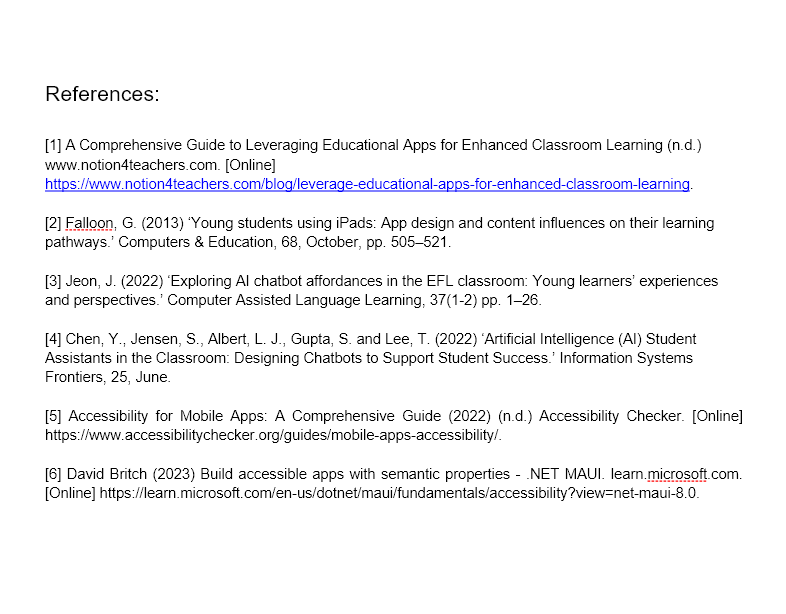 References:
[1] A Comprehensive Guide to Leveraging Educational Apps for Enhanced Classroom Learning (n.d.)
www.notion4teachers.com. [Online]
https://www.notion4teachers.com/blog/leverage-educational-apps-for-enhanced-classroom-learning.
[2] Falloon, G. (2013) ‘Young students using iPads: App design and content influences on their learning
pathways.’ Computers & Education, 68, October, pp. 505–521.
[3] Jeon, J. (2022) ‘Exploring AI chatbot affordances in the EFL classroom: Young learners’ experiences
and perspectives.’ Computer Assisted Language Learning, 37(1-2) pp. 1–26.
[4] Chen, Y., Jensen, S., Albert, L. J., Gupta, S. and Lee, T. (2022) ‘Artificial Intelligence (AI) Student
Assistants in the Classroom: Designing Chatbots to Support Student Success.’ Information Systems
Frontiers, 25, June.
[5] Accessibility for Mobile Apps: A Comprehensive Guide (2022) (n.d.) Accessibility Checker. [Online]
https://www.accessibilitychecker.org/guides/mobile-apps-accessibility/.
[6] David Britch (2023) Build accessible apps with semantic properties - .NET MAUI. learn.microsoft.com.
[Online] https://learn.microsoft.com/en-us/dotnet/maui/fundamentals/accessibility?view=net-maui-8.0.